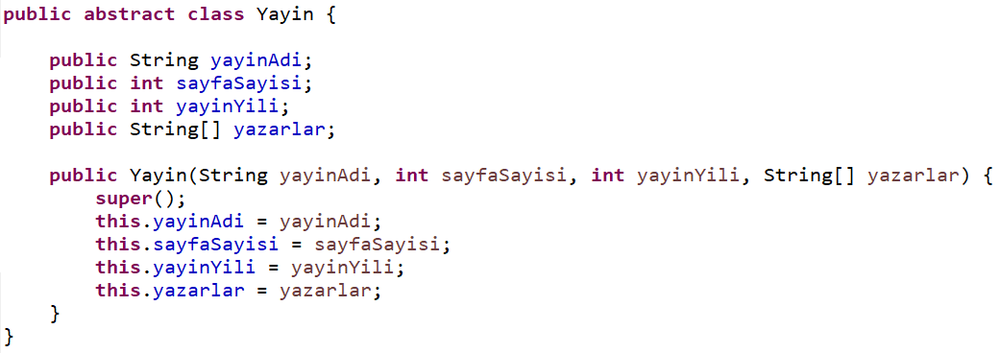 public abstract class Yayin {
public String yayinAdi;
public int sayfaSayisi;
public int yayinYili;
public String[] yazarlar;
public Yayin(String yayinAdi, int sayfaSayisi, int yayinYili, String[] yazarlar) {
super();
this.yayinAdi = yayinAdi;
this.sayfaSayisi = sayfaSayisi;
this.yayinYili = yayinYili;
this.yazarlar = yazarlar;
}
}